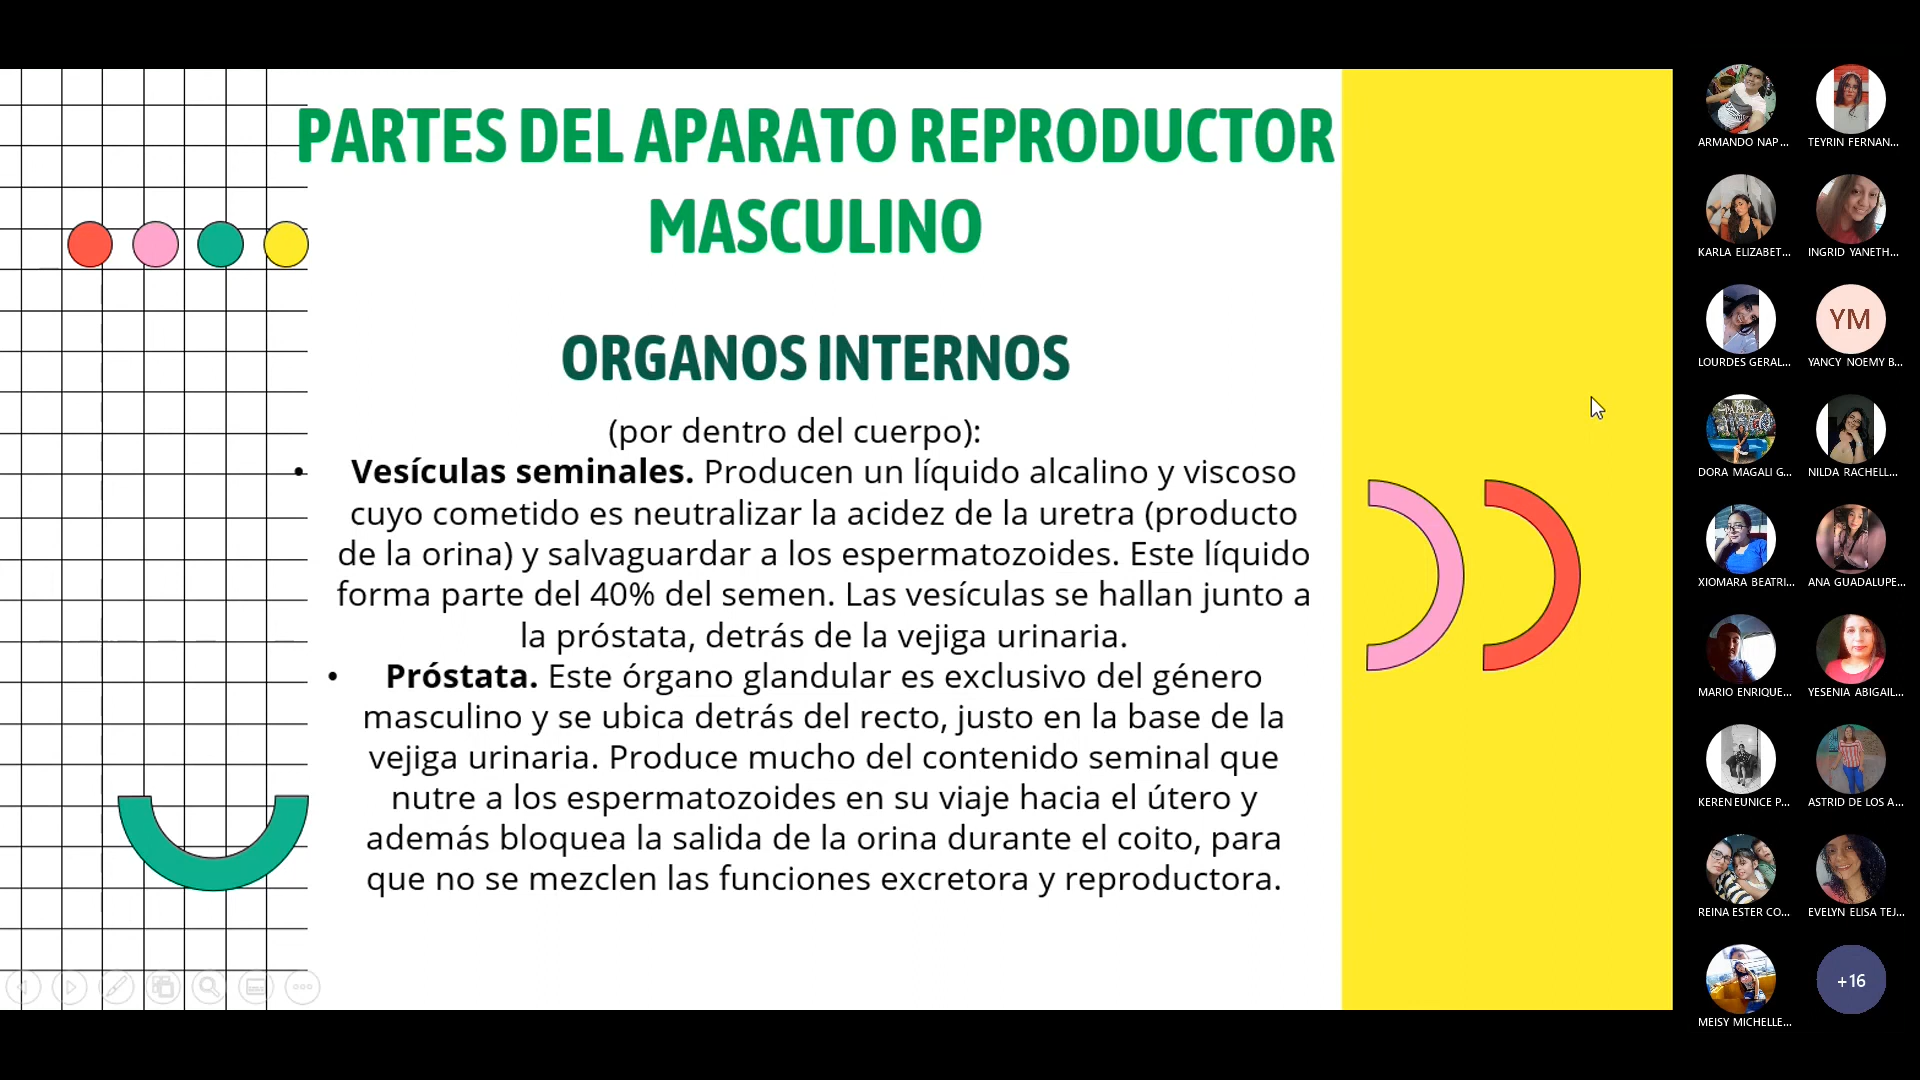 PARTES DEL APARATO REPRODUCTOR
MASCULINO
ORGANOS INTERNOS
(por dentro del cuerpo):
• Vesículas seminales. Producen un líquido alcalino y viscoso
cuyo cometido es neutralizar la acidez de la uretra (producto
de la orina) y salvaguardar a los espermatozoides. Este líquido
forma parte del 40% del semen. Las vesículas se hallan junto a
la próstata, detrás de la vejiga urinaria.
• Próstata. Este órgano glandular es exclusivo del género
masculino y se ubica detrás del recto, justo en la base de la
vejiga urinaria. Produce mucho del contenido seminal que
nutre a los espermatozoides en su viaje hacia el útero y
además bloquea la salida de la orina durante el coito, para
que no se mezclen las funciones excretora y reproductora.
ARMANDO NAP...
TEYRIN FERNAN...
KARLA ELIZABET...
INGRID YANETH...
LOURDES GERAL...
YM
YANCY NOEMY B...
DORA MAGALI G...
NILDA RACHELL...
XIOMARA BEATRI...
ANA GUADALUPE...
MARIO ENRIQUE...
YESENIA ABIGAIL...
KEREN EUNICE P...
ASTRID DE LOS A...
REINA ESTER CO...
EVELYN ELISA TEJ...
MEISY MICHELLE...
+16